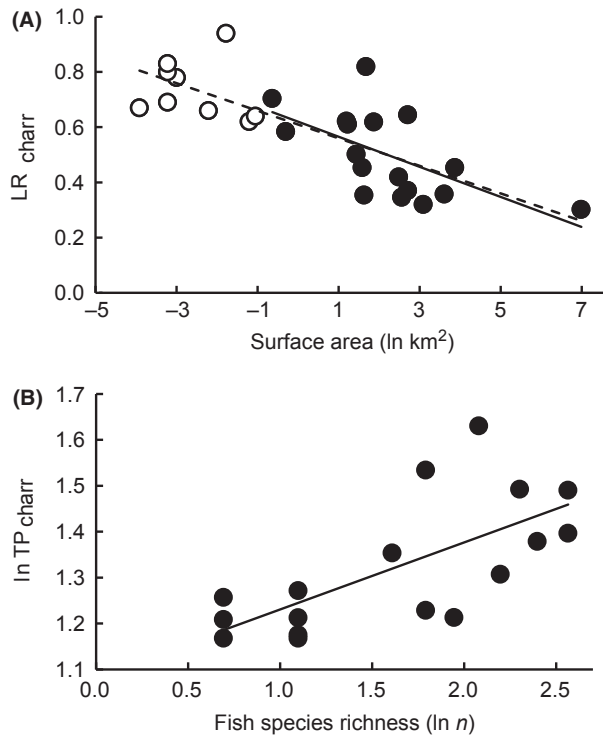 (A)
1.0
0.8
0.6
0.4
0.2
0.0
LR charr
–5 –3 –1 1 3 5 7
Surface area (ln km²)
(B)
1.7
1.6
1.5
1.4
1.3
1.2
1.1
ln TP charr
0.0 0.5 1.0 1.5 2.0 2.5
Fish species richness (ln n)